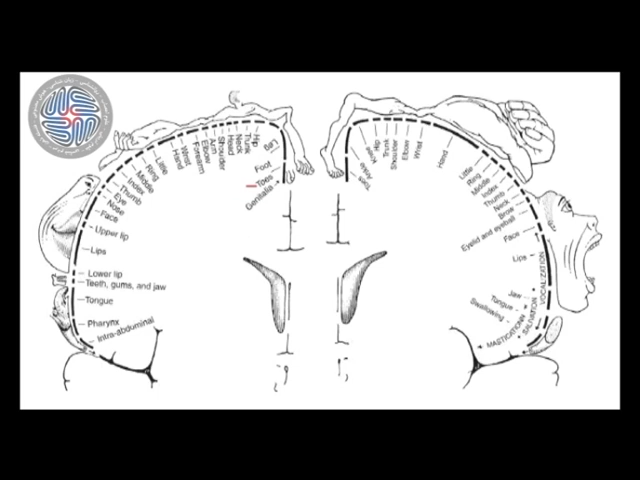 Hip
Trunk
Neck
Head
Shoulder
Arm
Elbow
Forearm
Wrist
Hand
Little
Ring
Middle
Index
Thumb
Eye
Nose
Face
Upper lip
Lips
Lower lip
Teeth, gums, and jaw
Tongue
Pharynx
Intra-abdominal
Leg
Foot
Toes
Genitalia
Toes
Ankle
Knee
Hip
Trunk
Shoulder
Elbow
Wrist
Hand
Little
Ring
Middle
Index
Thumb
Neck
Brow
Eyelid and eyeball
Face
Lips
Jaw
Tongue
Swallowing
VOCALIZATION
SALIVATION